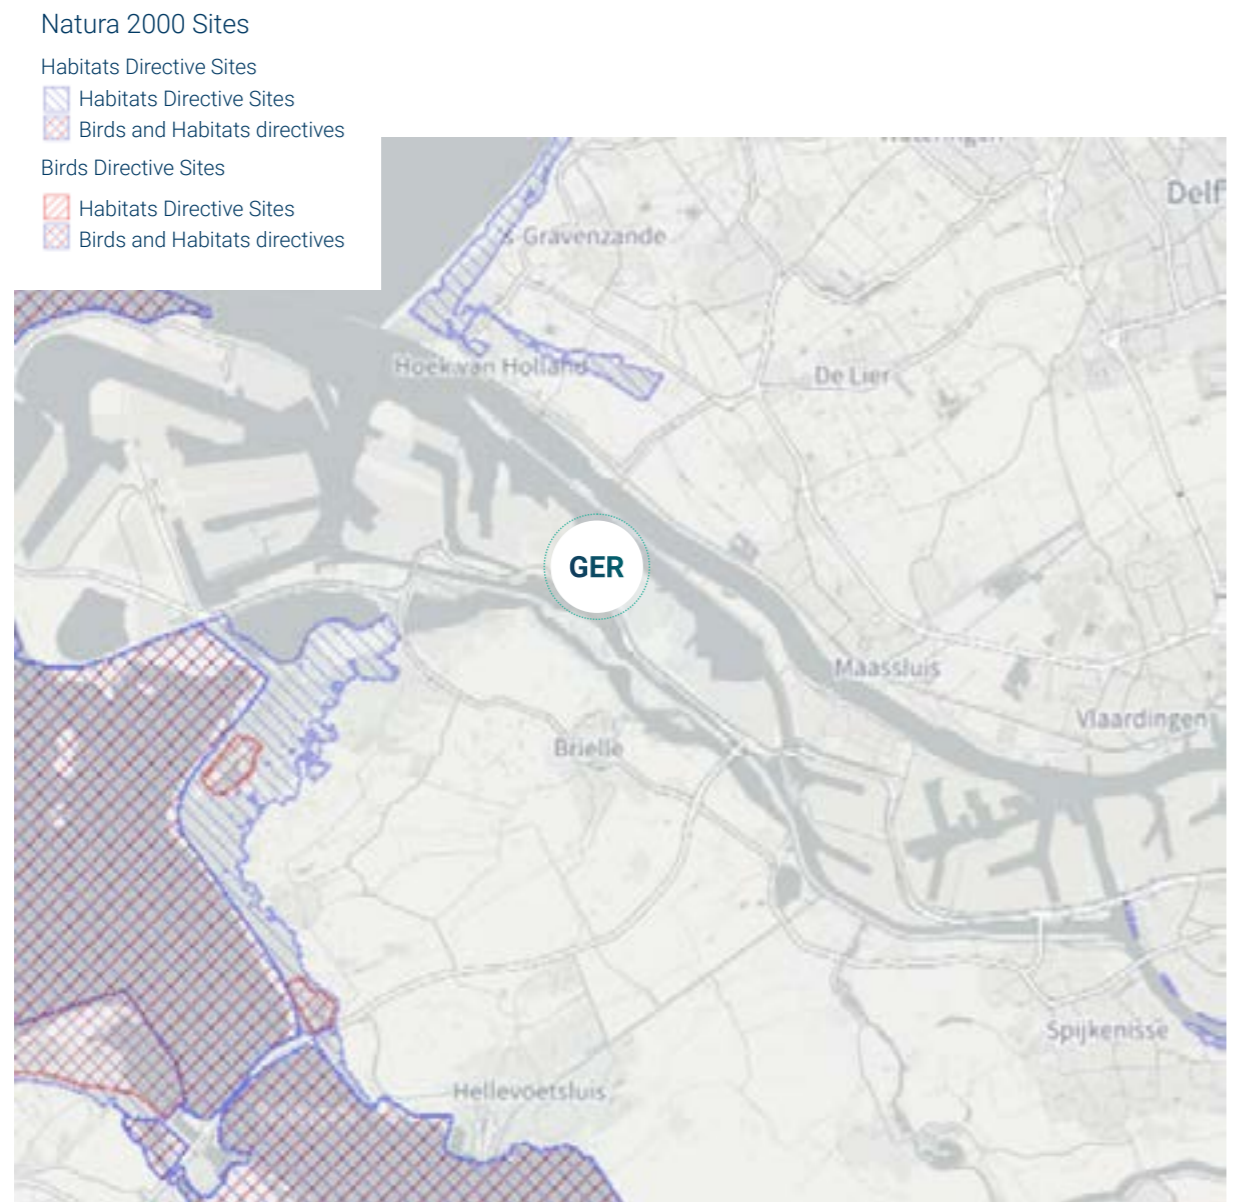 Natura 2000 Sites
Habitats Directive Sites
Habitats Directive Sites
Birds and Habitats directives
Birds Directive Sites
Habitats Directive Sites
Birds and Habitats directives
Delf
's Gravenzande
Hoek van Holland
De Lier
GER
Maassluis
Vlaardingen
Brielle
Spijkenisse
Hellevoetsluis